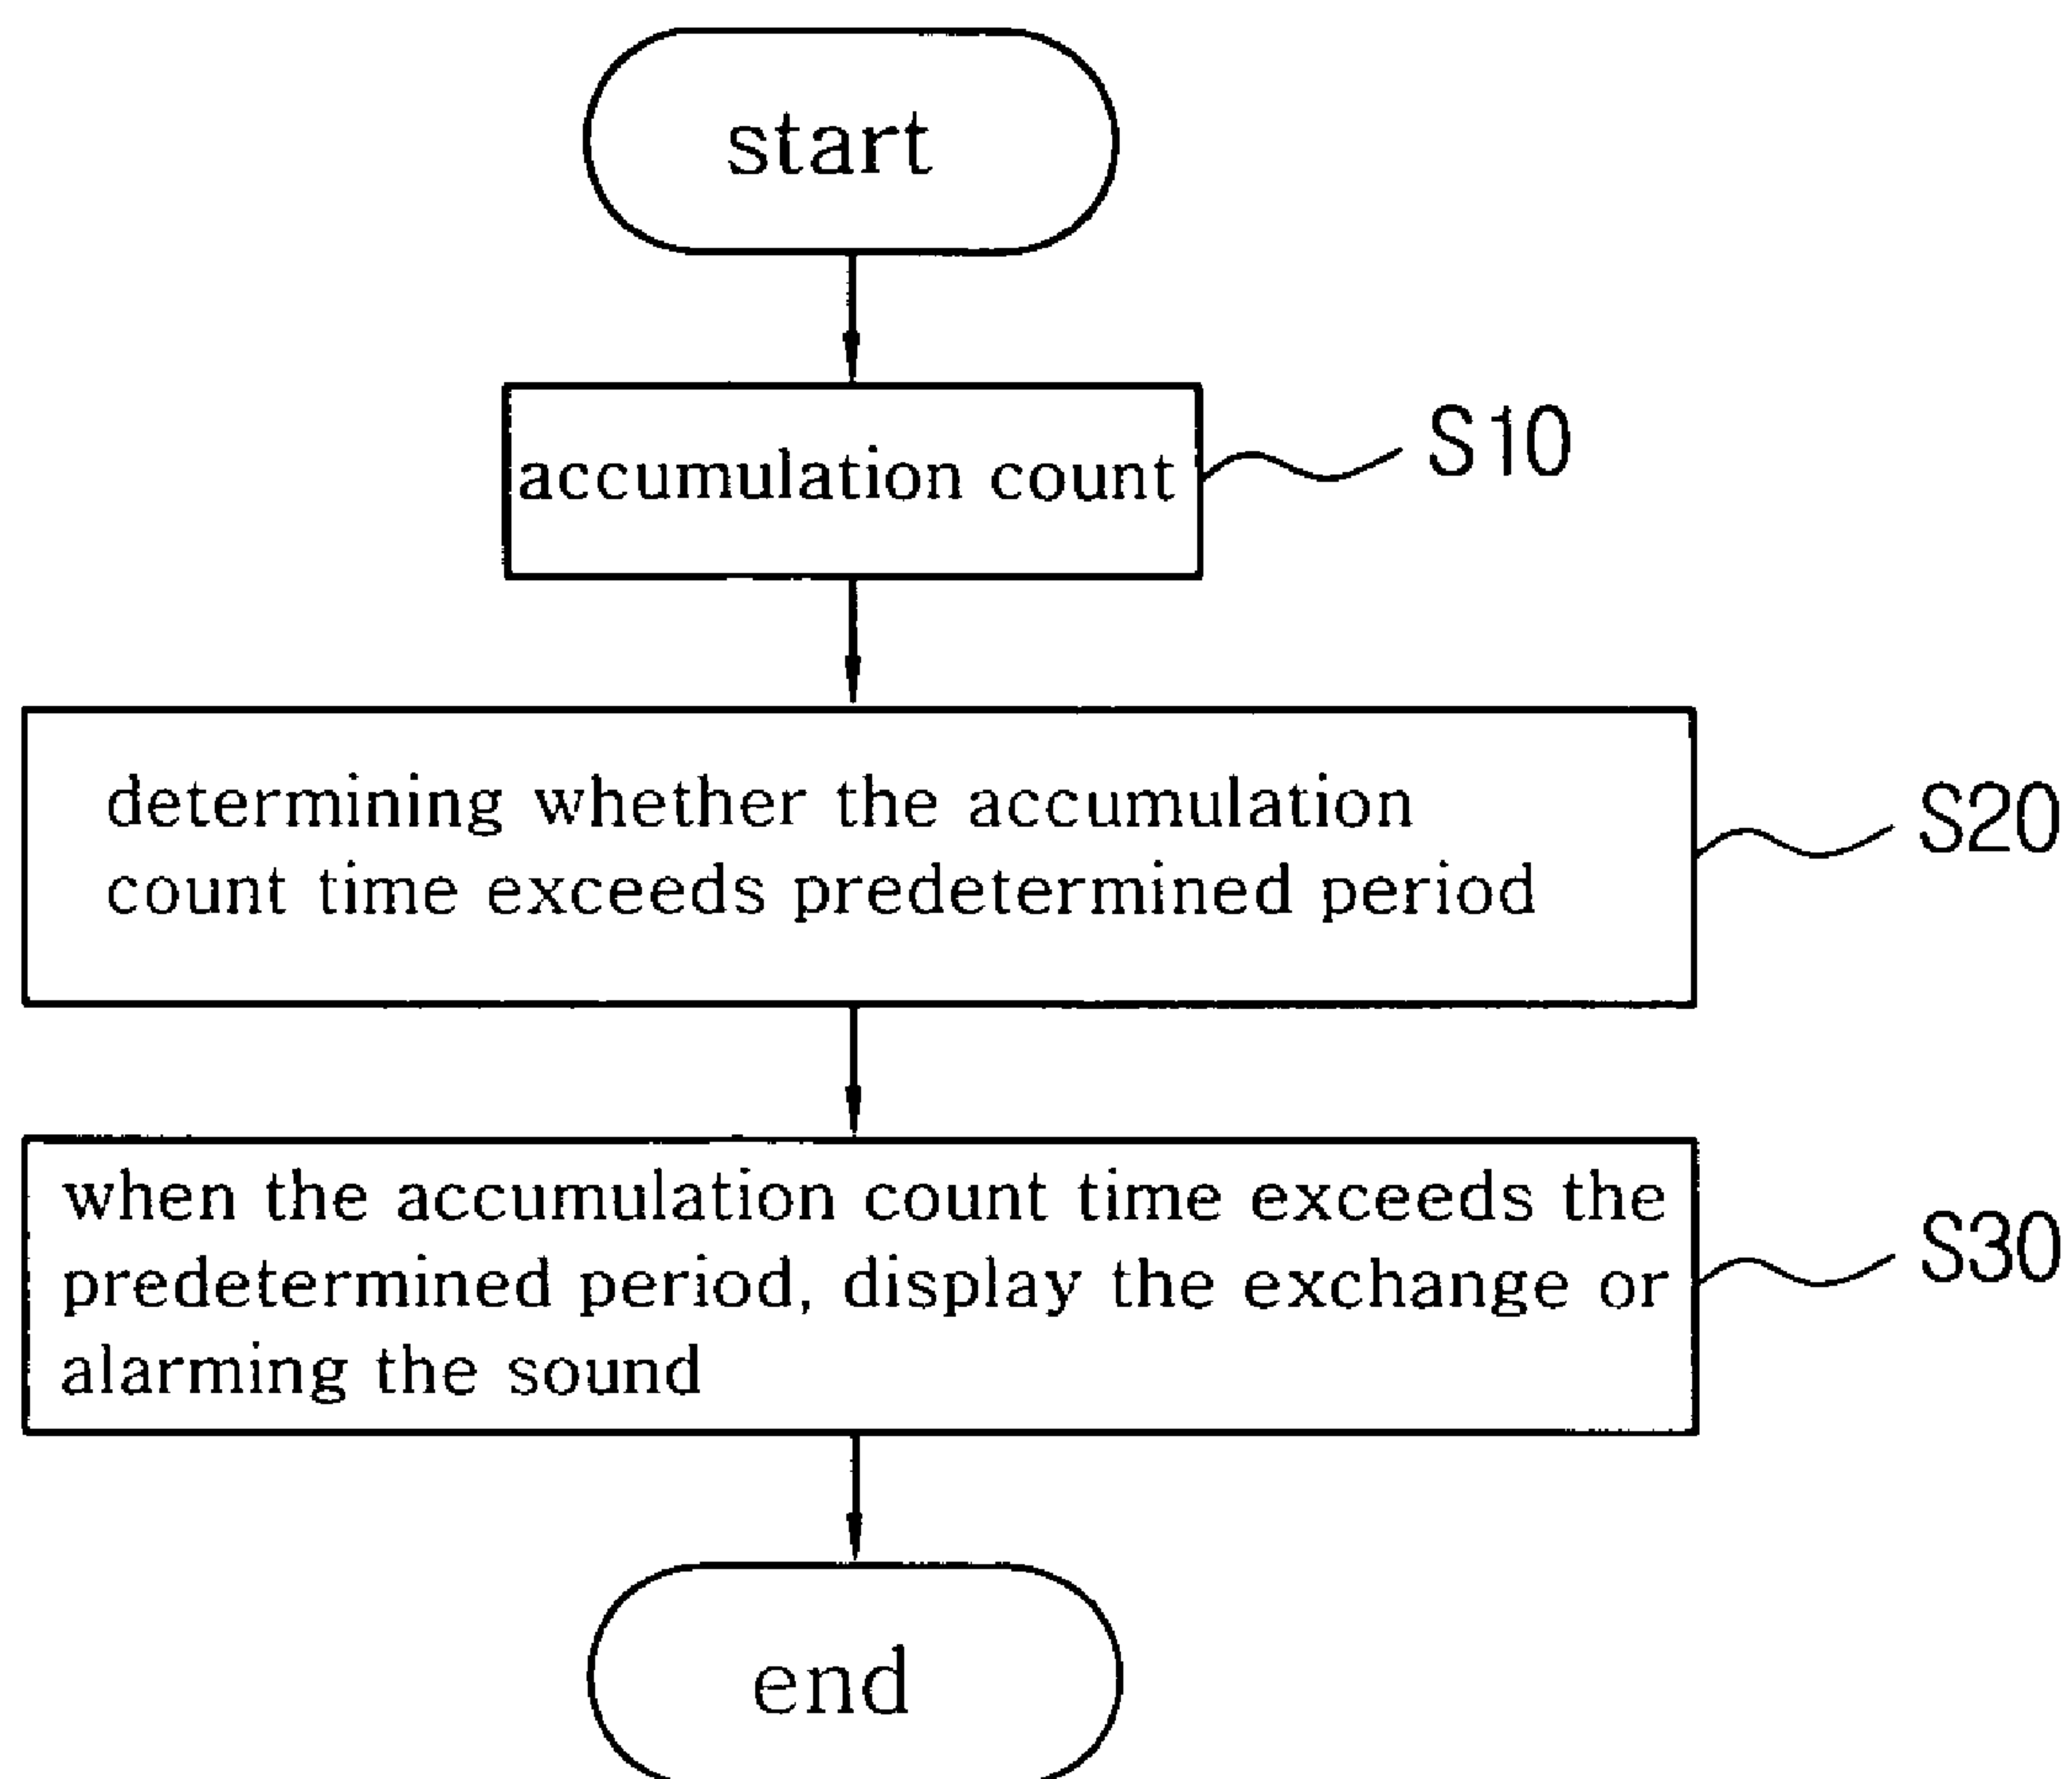 start
accumulation count
S10
determining whether the accumulation
count time exceeds predetermined period
S20
when the accumulation count time exceeds the
predetermined period, display the exchange or
alarming the sound
S30
end